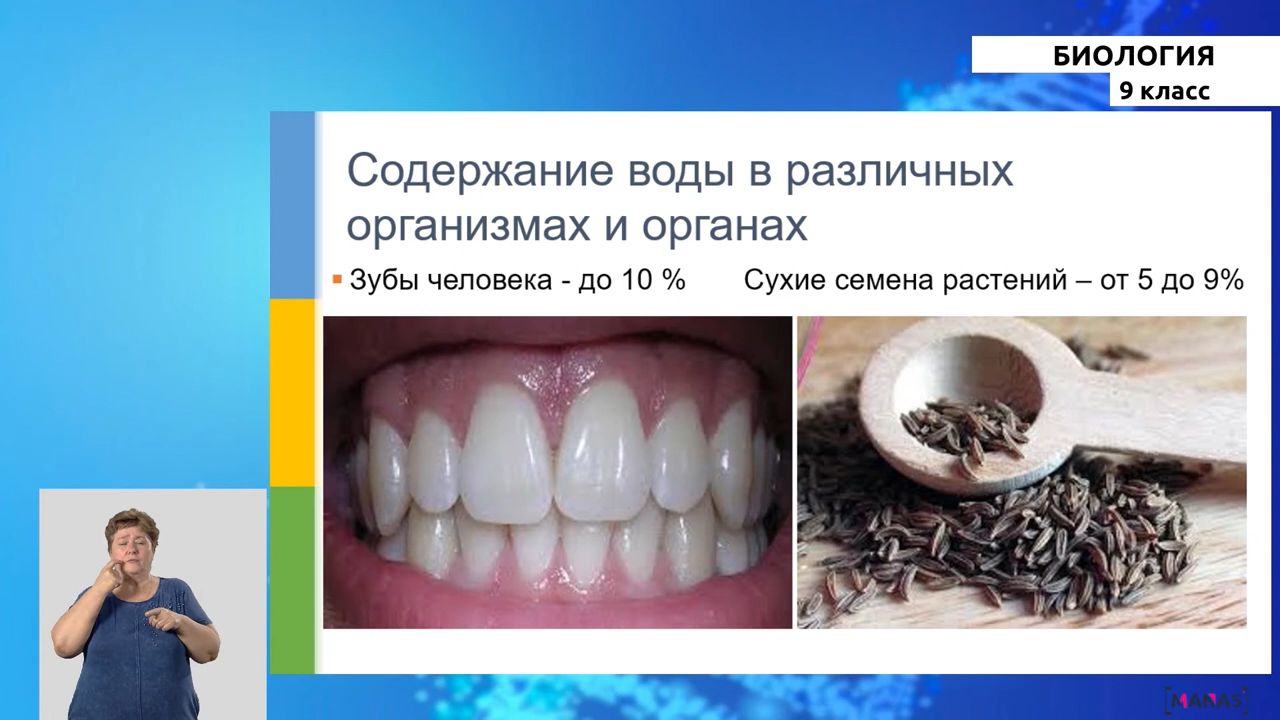 БИОЛОГИЯ
9 класс
Содержание воды в различных
организмах и органах
Зубы человека - до 10 %
Сухие семена растений – от 5 до 9%
MANAS